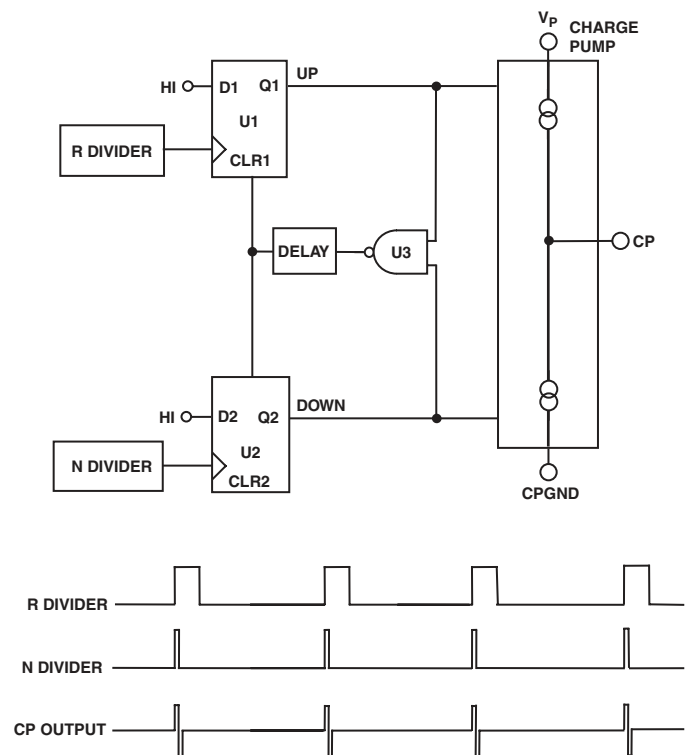 VP
CHARGE
PUMP
UP
HI
D1
Q1
U1
R DIVIDER
CLR1
DELAY
U3
CP
DOWN
HI
D2
Q2
U2
N DIVIDER
CLR2
CPGND
R DIVIDER
N DIVIDER
CP OUTPUT